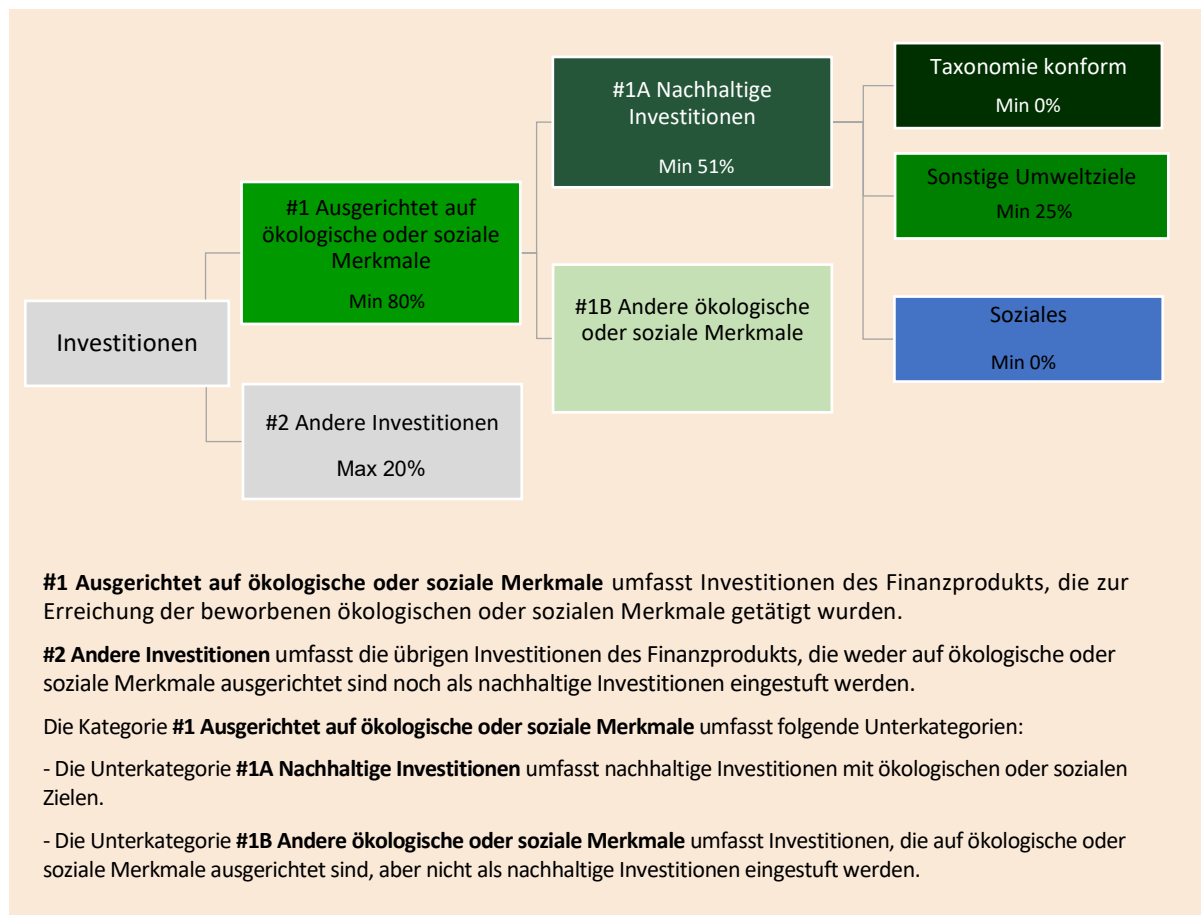 Investitionen
#1 Ausgerichtet auf
ökologische oder soziale
Merkmale
Min 80%
#2 Andere Investitionen
Max 20%
#1A Nachhaltige
Investitionen
Min 51%
#1B Andere ökologische
oder soziale Merkmale
Taxonomie konform
Min 0%
Sonstige Umweltziele
Min 25%
Soziales
Min 0%
#1 Ausgerichtet auf ökologische oder soziale Merkmale umfasst Investitionen des Finanzprodukts, die zur
Erreichung der beworbenen ökologischen oder sozialen Merkmale getätigt wurden.
#2 Andere Investitionen umfasst die übrigen Investitionen des Finanzprodukts, die weder auf ökologische oder
soziale Merkmale ausgerichtet sind noch als nachhaltige Investitionen eingestuft werden.
Die Kategorie #1 Ausgerichtet auf ökologische oder soziale Merkmale umfasst folgende Unterkategorien:
- Die Unterkategorie #1A Nachhaltige Investitionen umfasst nachhaltige Investitionen mit ökologischen oder sozialen
Zielen.
- Die Unterkategorie #1B Andere ökologische oder soziale Merkmale umfasst Investitionen, die auf ökologische oder
soziale Merkmale ausgerichtet sind, aber nicht als nachhaltige Investitionen eingestuft werden.